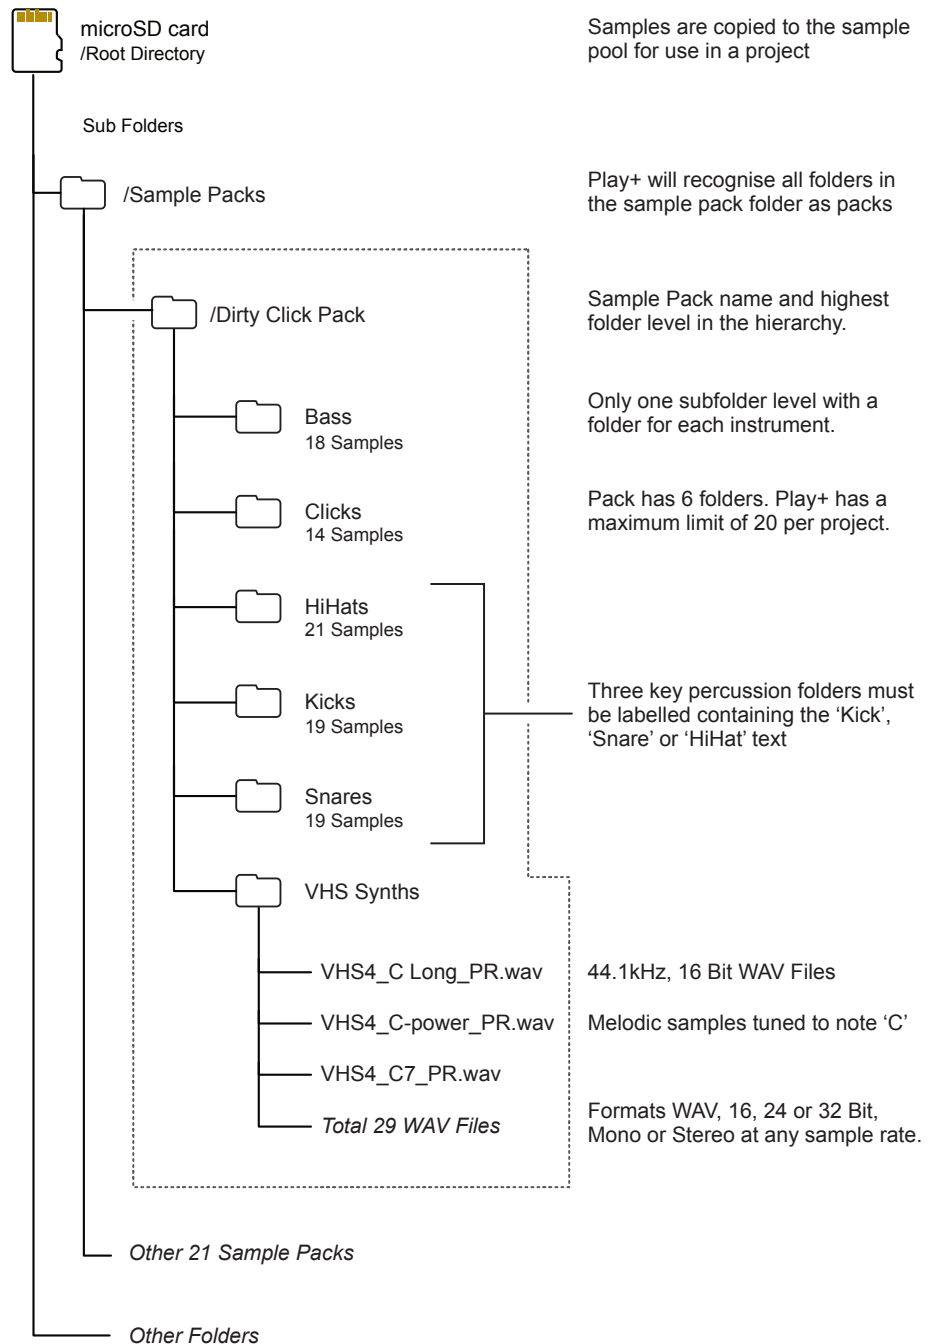 microSD card
/Root Directory
Samples are copied to the sample
pool for use in a project
Sub Folders
/Sample Packs
Play+ will recognise all folders in
the sample pack folder as packs
/Dirty Click Pack
Sample Pack name and highest
folder level in the hierarchy.
Bass
18 Samples
Only one subfolder level with a
folder for each instrument.
Clicks
14 Samples
Pack has 6 folders. Play+ has a
maximum limit of 20 per project.
HiHats
21 Samples
Kicks
19 Samples
Three key percussion folders must
be labelled containing the ‘Kick’,
‘Snare’ or ‘HiHat’ text
Snares
19 Samples
VHS Synths
VHS4_C Long_PR.wav
44.1kHz, 16 Bit WAV Files
VHS4_C-power_PR.wav
Melodic samples tuned to note ‘C’
VHS4_C7_PR.wav
Total 29 WAV Files
Formats WAV, 16, 24 or 32 Bit,
Mono or Stereo at any sample rate.
Other 21 Sample Packs
Other Folders